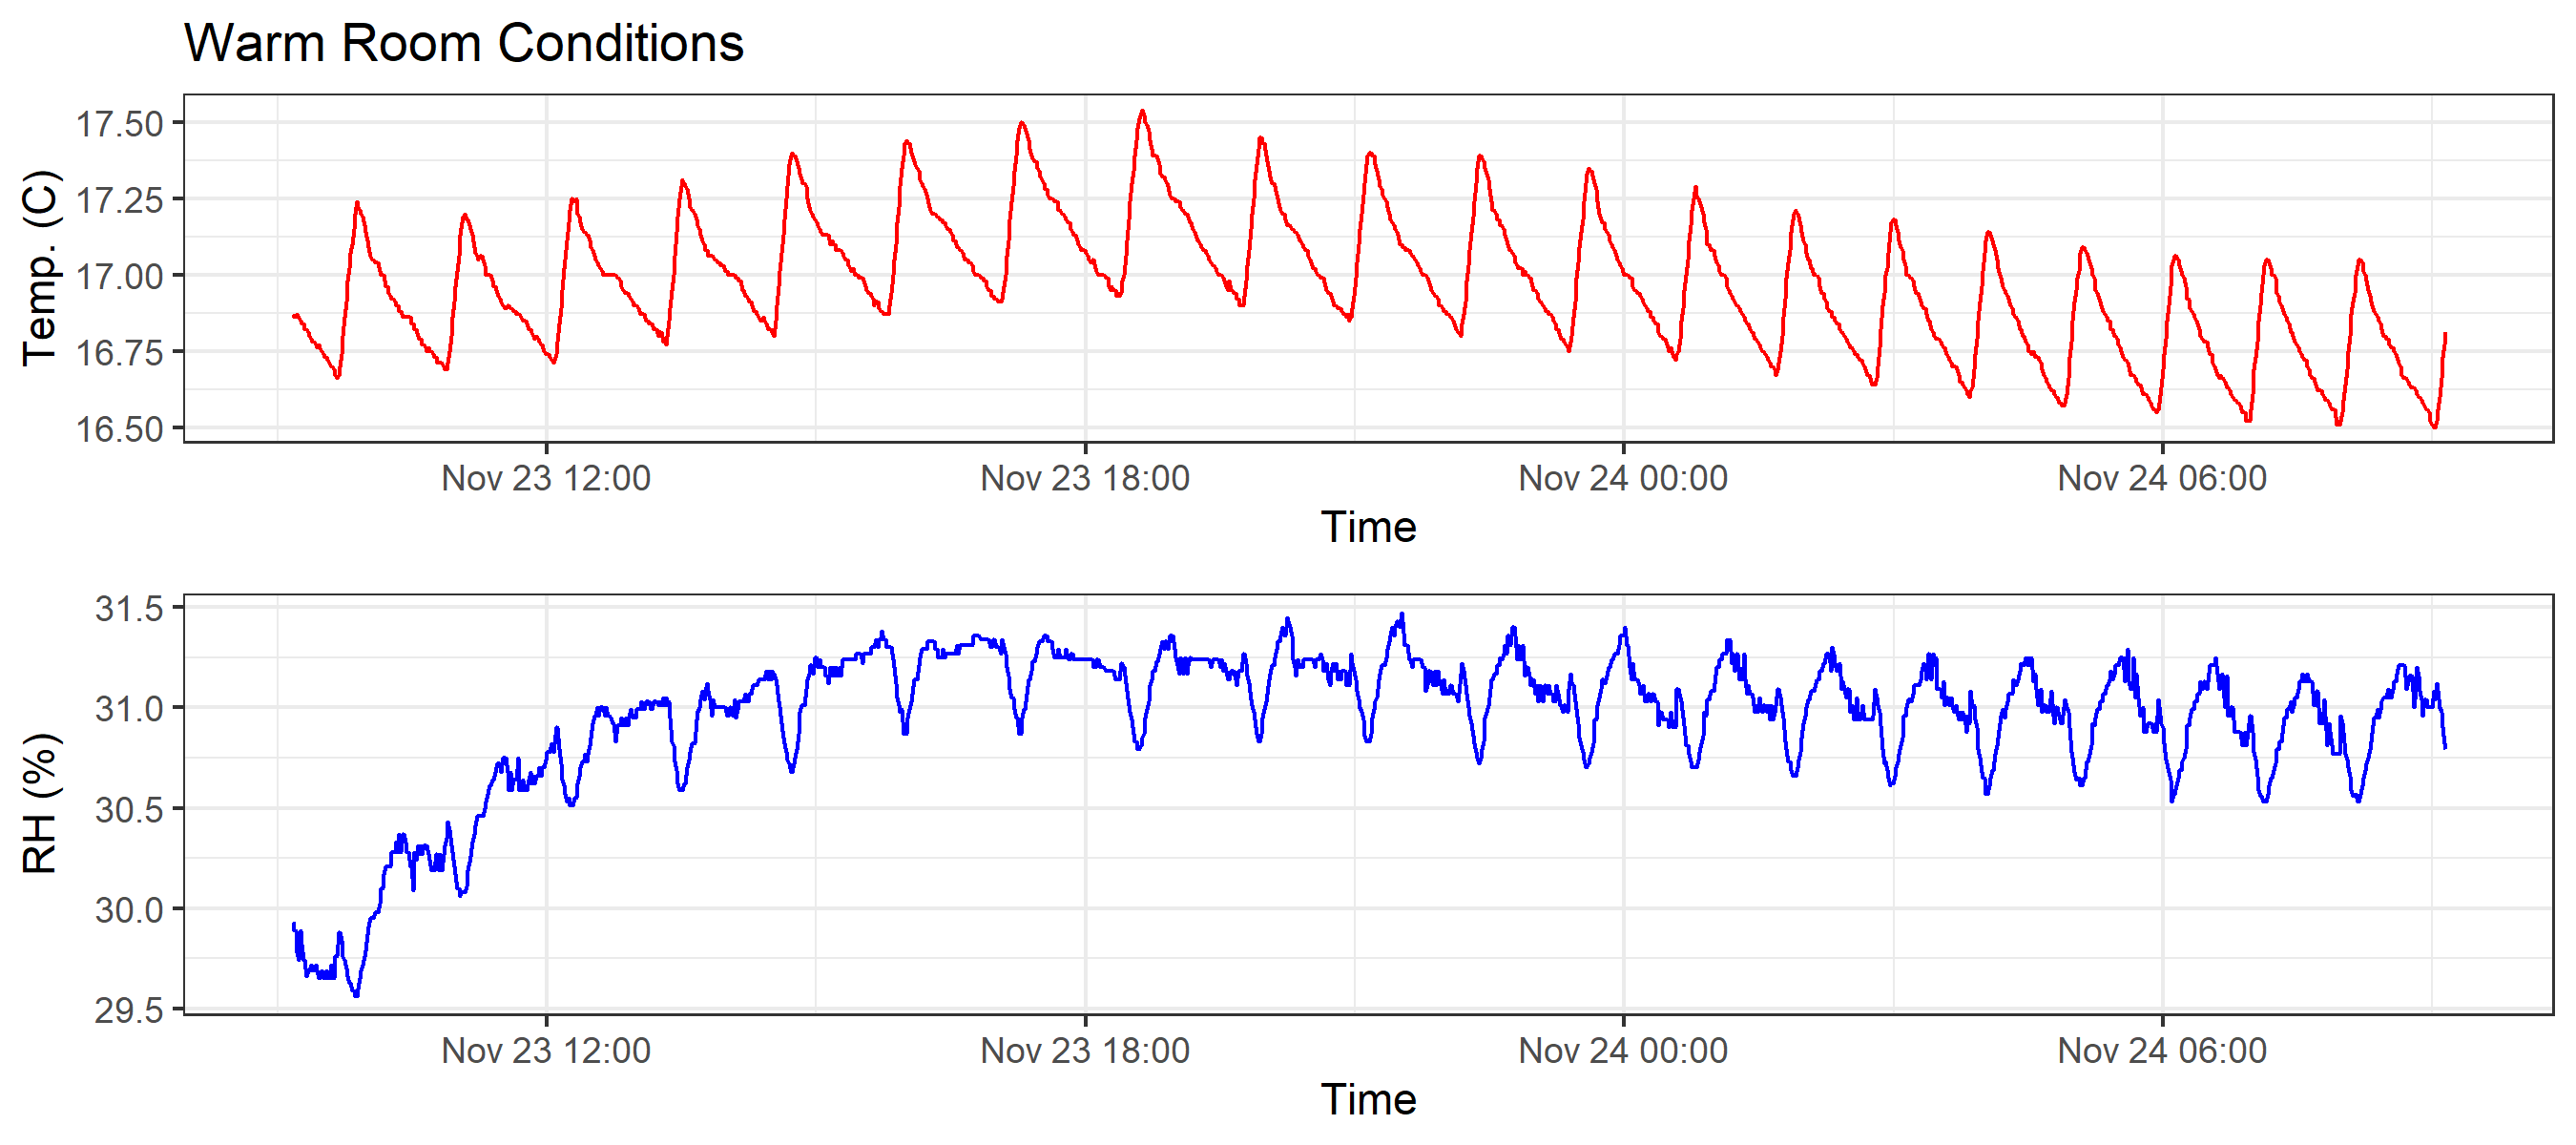 Warm Room Conditions
Temp. (C)
17.50
17.25
17.00
16.75
16.50
Nov 23 12:00 Nov 23 18:00 Nov 24 00:00 Nov 24 06:00
Time
RH (%)
31.5
31.0
30.5
30.0
29.5
Nov 23 12:00 Nov 23 18:00 Nov 24 00:00 Nov 24 06:00
Time